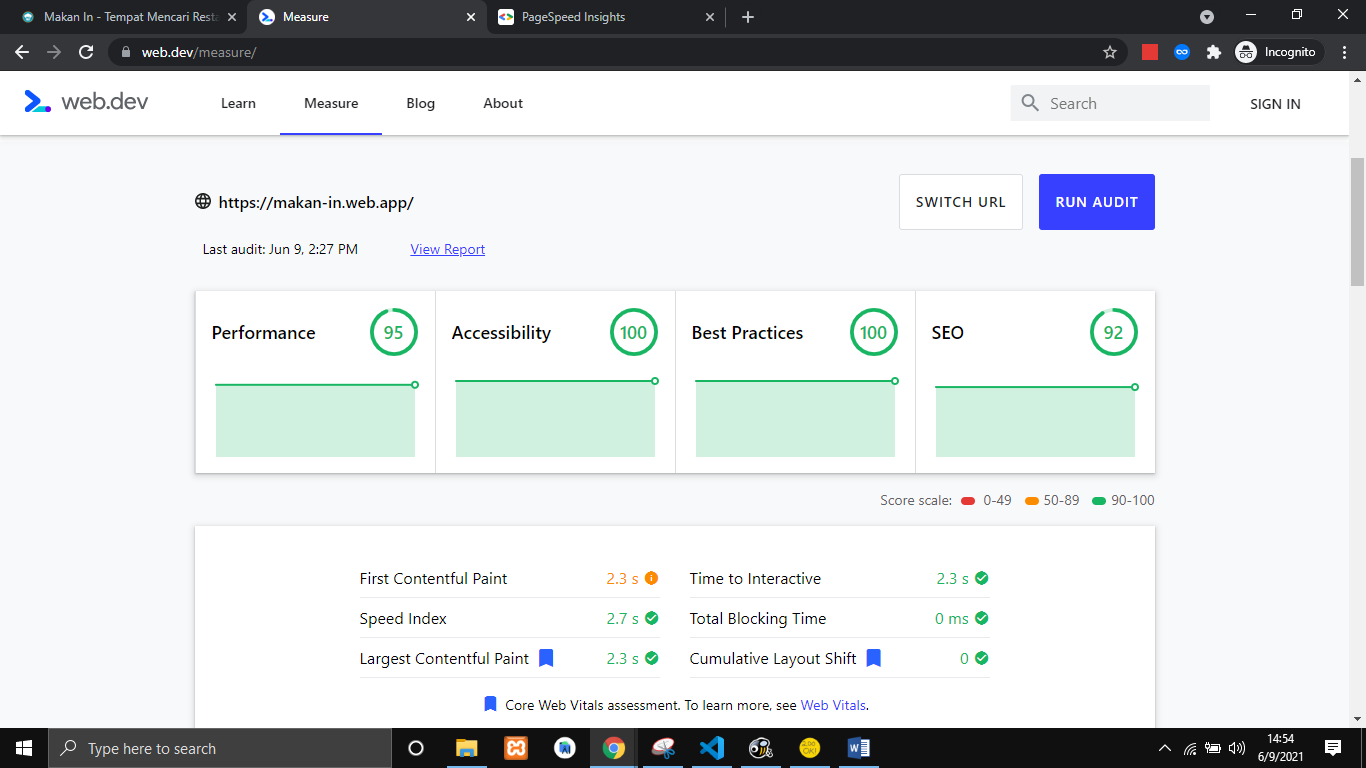 Makan In - Tempat Mencari Resta
Measure
PageSpeed Insights
web.dev/measure/
Incognito
web.dev
Learn
Measure
Blog
About
Search
SIGN IN
https://makan-in.web.app/
SWITCH URL
RUN AUDIT
Last audit: Jun 9, 2:27 PM
View Report
Performance 95
Accessibility 100
Best Practices 100
SEO 92
Score scale: 0-49 50-89 90-100
First Contentful Paint 2.3 s
Time to Interactive 2.3 s
Speed Index 2.7 s
Total Blocking Time 0 ms
Largest Contentful Paint 2.3 s
Cumulative Layout Shift 0
Core Web Vitals assessment. To learn more, see Web Vitals.
Type here to search
14:54
6/9/2021